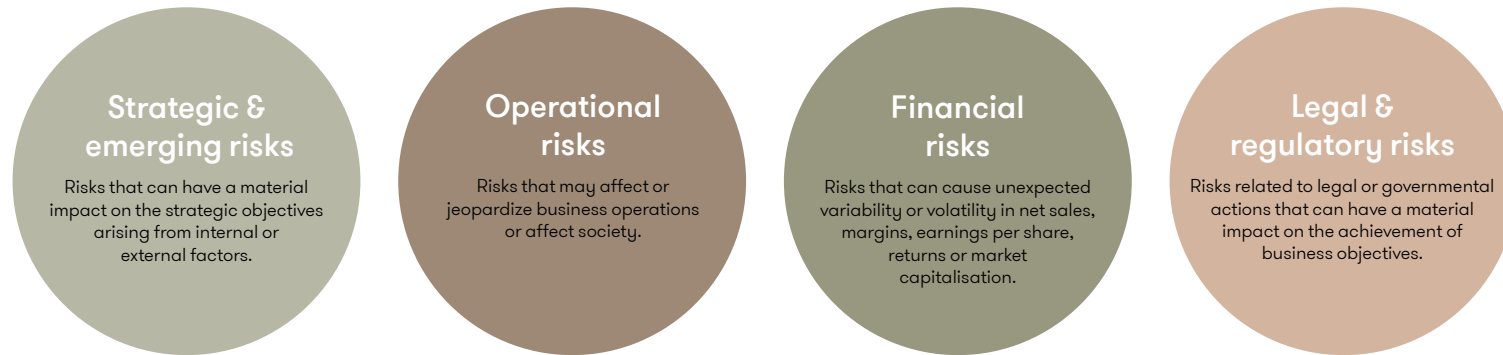 Strategic &
emerging risks
Risks that can have a material
impact on the strategic objectives
arising from internal or
external factors.
Operational
risks
Risks that may affect or
jeopardize business operations
or affect society.
Financial
risks
Risks that can cause unexpected
variability or volatility in net sales,
margins, earnings per share,
returns or market
capitalisation.
Legal &
regulatory risks
Risks related to legal or governmental
actions that can have a material
impact on the achievement of
business objectives.